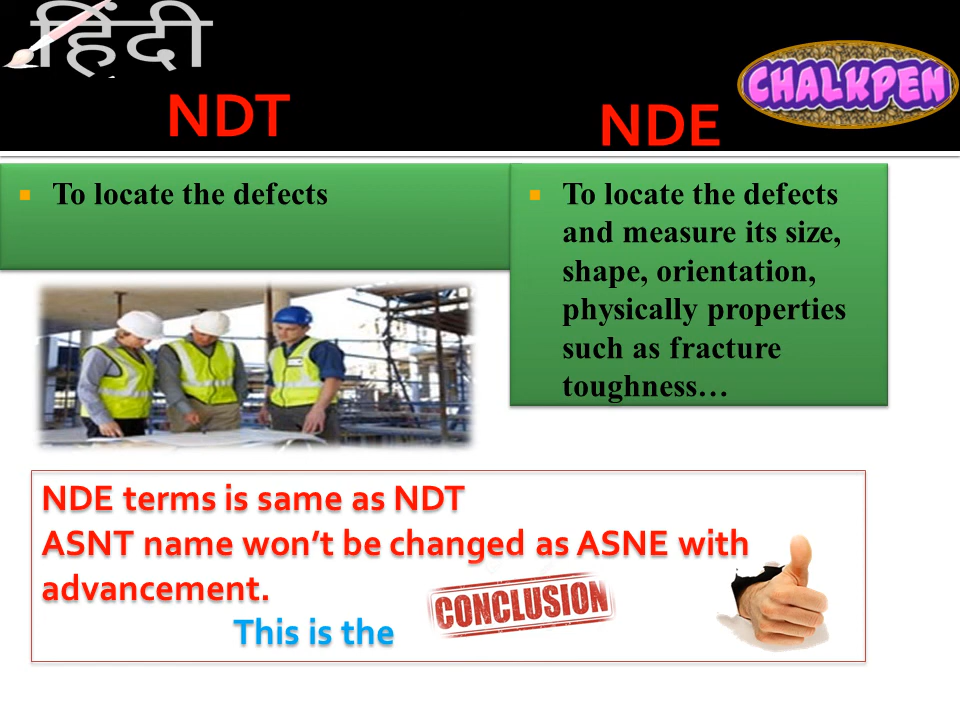 हिंदी
NDT
NDE
CHALKPEN
To locate the defects
To locate the defects
and measure its size,
shape, orientation,
physically properties
such as fracture
toughness…
NDE terms is same as NDT
ASNT name won’t be changed as ASNE with
advancement.
This is the
CONCLUSION